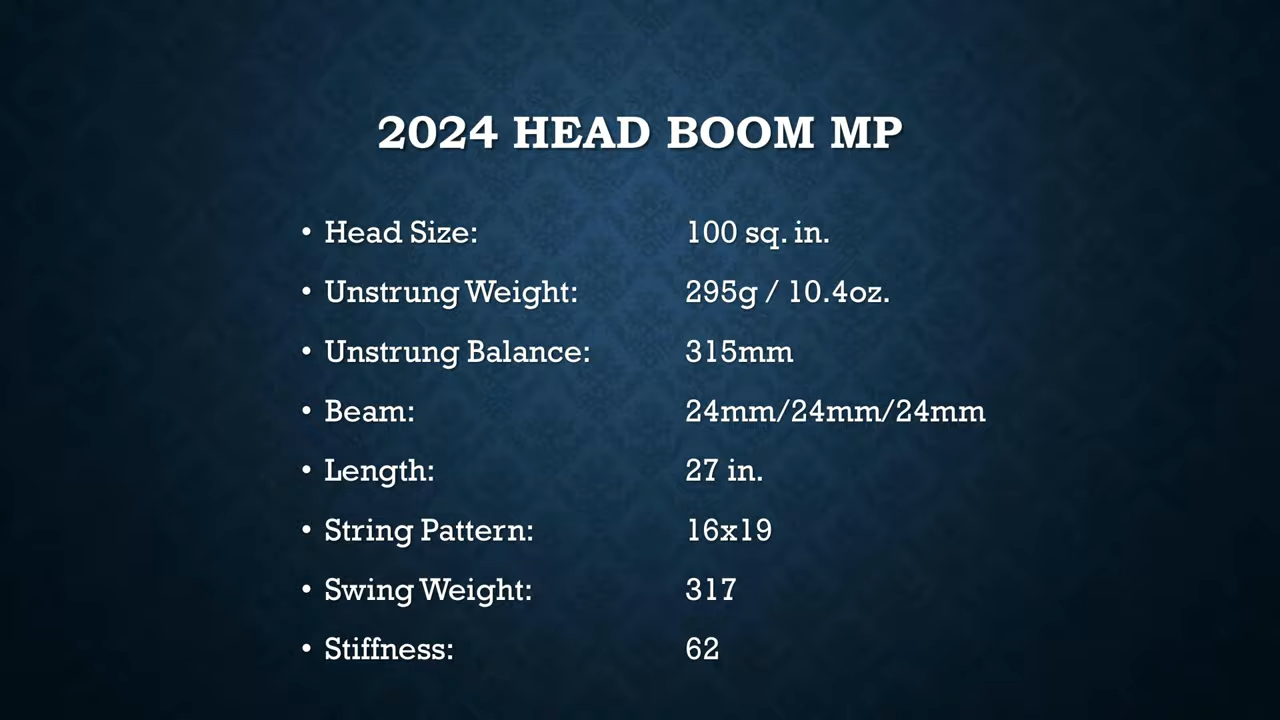 2024 HEAD BOOM MP
• Head Size: 100 sq. in.
• Unstrung Weight: 295g / 10.4oz.
• Unstrung Balance: 315mm
• Beam: 24mm/24mm/24mm
• Length: 27 in.
• String Pattern: 16x19
• Swing Weight: 317
• Stiffness: 62